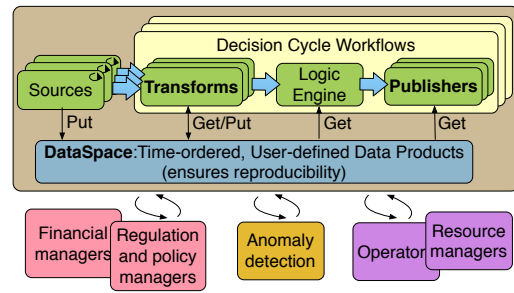 Decision Cycle Workflows
Sources
Transforms
Logic
Engine
Publishers
Put
Get/Put
Get
Get
DataSpace:Time-ordered, User-defined Data Products
(ensures reproducibility)
Financial
managers
Regulation
and policy
managers
Anomaly
detection
Operator
Resource
managers